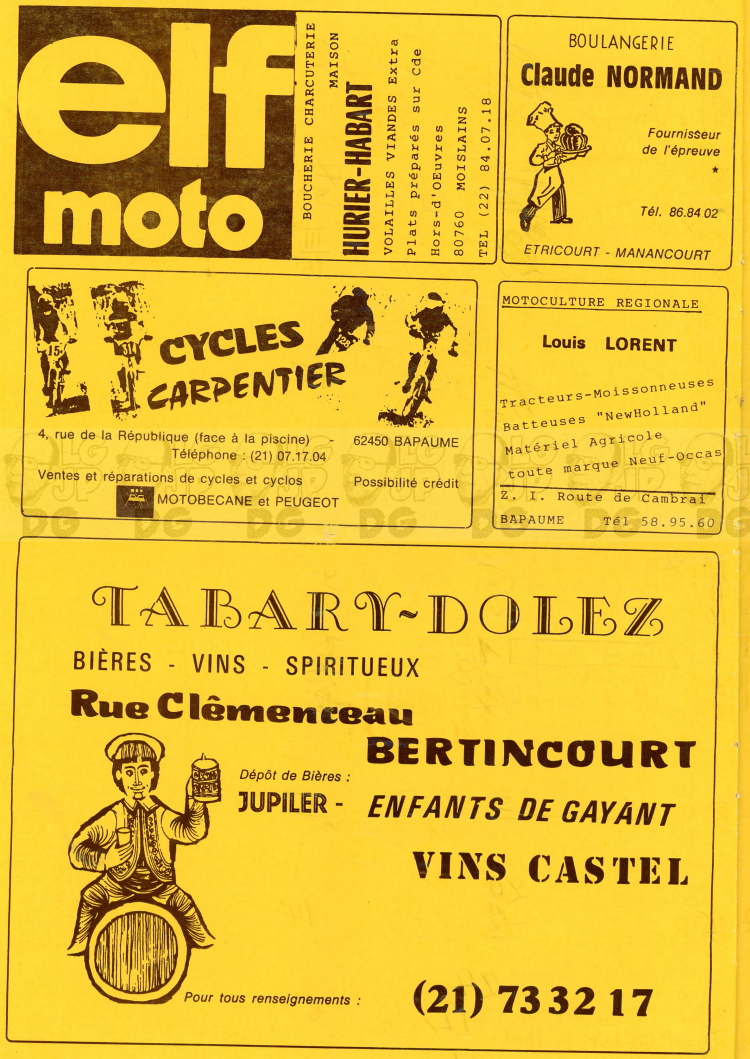 elf
moto
BOUCHERIE CHARCUTERIE
MAISON
HURIER-HABART
VOLAILLES VIANDES Extra
Plats préparés sur Cde
Hors-d'OEuvres
80760 MOISLAINS
TEL (22) 84.07.18
BOULANGERIE
Claude NORMAND
Fournisseur
de l'épreuve
*
Tél. 86.84.02
ETRICOURT - MANANCOURT
CYCLES
CARPENTIER
4, rue de la République (face à la piscine) - 62450 BAPAUME
Téléphone : (21) 07.17.04
Ventes et réparations de cycles et cyclos Possibilité crédit
MOTOBECANE et PEUGEOT
MOTOCULTURE REGIONALE
Louis LORENT
Tracteurs-Moissonneuses
Batteuses "NewHolland"
Matériel Agricole
toute marque Neuf-Occas
Z. I. Route de Cambrai
BAPAUME Tél 58.95.60
TABARY-DOLEZ
BIÈRES - VINS - SPIRITUEUX
Rue Clêmenceau
BERTINCOURT
Dépôt de Bières :
JUPILER - ENFANTS DE GAYANT
VINS CASTEL
Pour tous renseignements : (21) 73 32 17